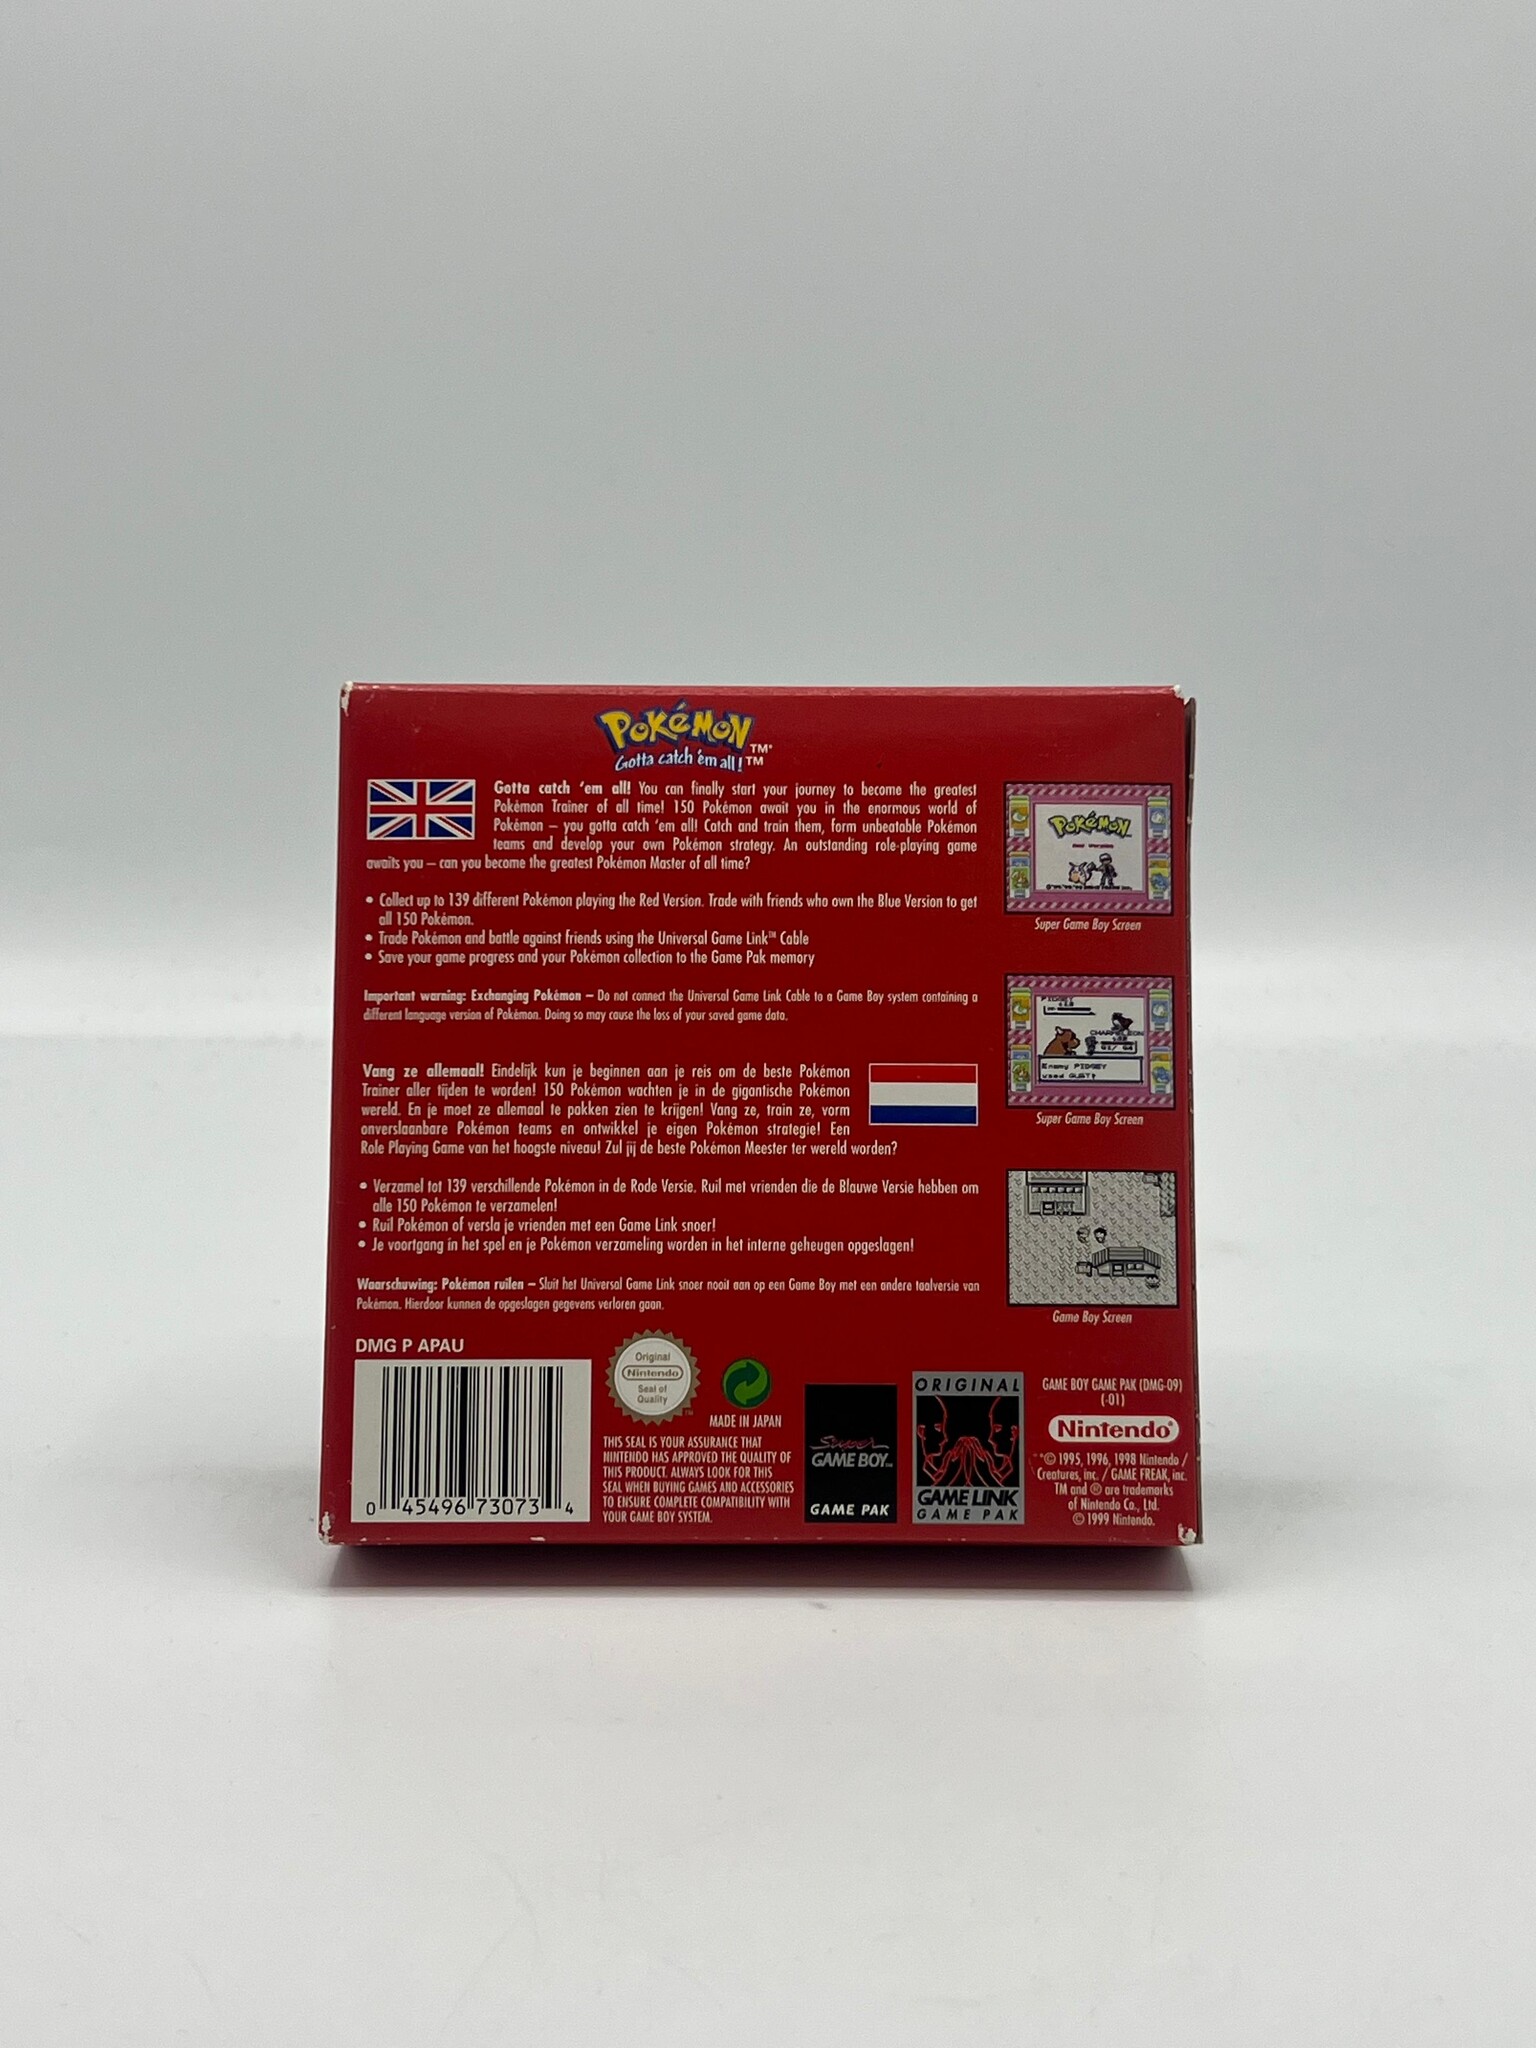 POKéMON™
Gotta catch 'em all!™
Gotta catch 'em all! You can finally start your journey to become the greatest
Pokémon Trainer of all time! 150 Pokémon await you in the enormous world of
Pokémon – you gotta catch 'em all! Catch and train them, form unbeatable Pokémon
teams and develop your own Pokémon strategy. An outstanding role-playing game
awaits you – can you become the greatest Pokémon Master of all time?
• Collect up to 139 different Pokémon playing the Red Version. Trade with friends who own the Blue Version to get
all 150 Pokémon.
• Trade Pokémon and battle against friends using the Universal Game Link™ Cable
• Save your game progress and your Pokémon collection to the Game Pak memory
Important warning: Exchanging Pokémon – Do not connect the Universal Game Link Cable to a Game Boy system containing a
different language version of Pokémon. Doing so may cause the loss of your saved game data.
Vang ze allemaal! Eindelijk kun je beginnen aan je reis om de beste Pokémon
Trainer aller tijden te worden! 150 Pokémon wachten je in de gigantische Pokémon
wereld. En je moet ze allemaal te pakken zien te krijgen! Vang ze, train ze, vorm
onverslaanbare Pokémon teams en ontwikkel je eigen Pokémon strategie! Een
Role Playing Game van het hoogste niveau! Zul jij de beste Pokémon Meester ter wereld worden?
• Verzamel tot 139 verschillende Pokémon in de Rode Versie. Ruil met vrienden die de Blauwe Versie hebben om
alle 150 Pokémon te verzamelen!
• Ruil Pokémon of versla je vrienden met een Game Link snoer!
• Je voortgang in het spel en je Pokémon verzameling worden in het interne geheugen opgeslagen!
Waarschuwing: Pokémon ruilen – Sluit het Universal Game Link snoer nooit aan op een Game Boy met een andere taalversie van
Pokémon. Hierdoor kunnen de opgeslagen gegevens verloren gaan.
POKéMON
Red Version
Super Game Boy Screen
PIDGEY
CHARMELEON
Enemy PIDGEY
used GUST!
Super Game Boy Screen
Game Boy Screen
DMG P APAU
0 45496 73073 4
Original
Nintendo
Seal of
Quality
MADE IN JAPAN
THIS SEAL IS YOUR ASSURANCE THAT
NINTENDO HAS APPROVED THE QUALITY OF
THIS PRODUCT. ALWAYS LOOK FOR THIS
SEAL WHEN BUYING GAMES AND ACCESSORIES
TO ENSURE COMPLETE COMPATIBILITY WITH
YOUR GAME BOY SYSTEM.
Super
GAME BOY™
GAME PAK
ORIGINAL
GAME LINK
GAME PAK
GAME BOY GAME PAK (DMG-09)
(-01)
Nintendo®
© 1995, 1996, 1998 Nintendo /
Creatures, inc. / GAME FREAK, inc.
TM and ® are trademarks
of Nintendo Co., Ltd.
© 1999 Nintendo.